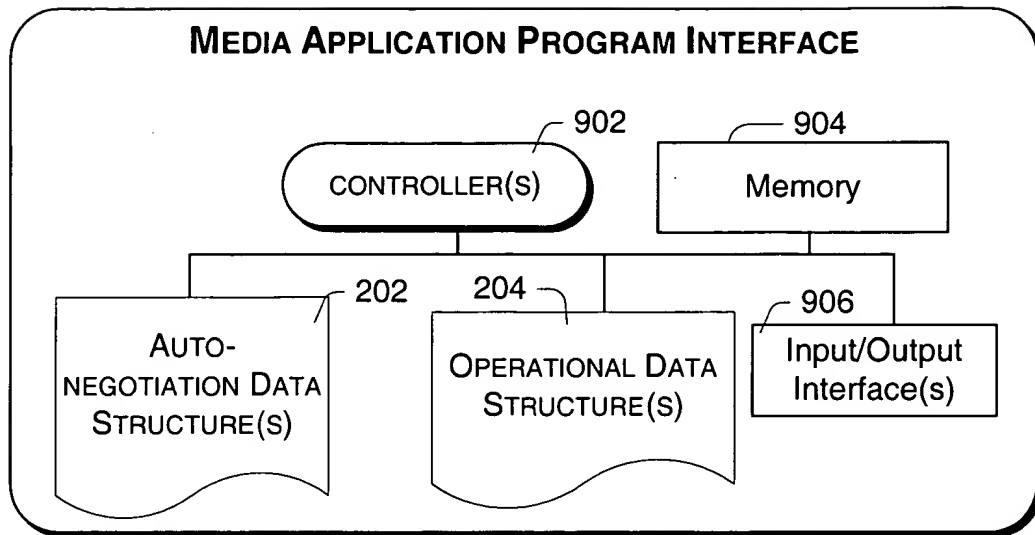 MEDIA APPLICATION PROGRAM INTERFACE
902
CONTROLLER(S)
904
Memory
202
AUTO-
NEGOTIATION DATA
STRUCTURE(S)
204
OPERATIONAL DATA
STRUCTURE(S)
906
Input/Output
Interface(s)